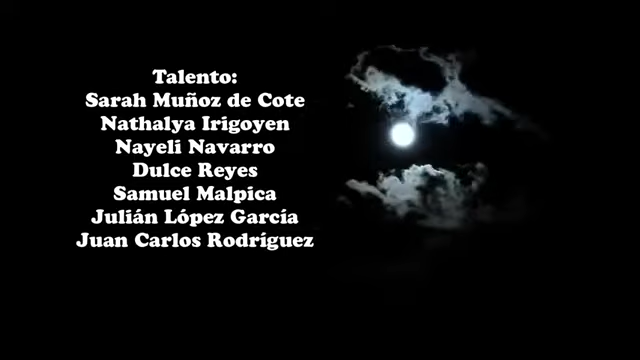 Talento:
Sarah Muñoz de Cote
Nathalya Irigoyen
Nayeli Navarro
Dulce Reyes
Samuel Malpica
Julián López García
Juan Carlos Rodríguez